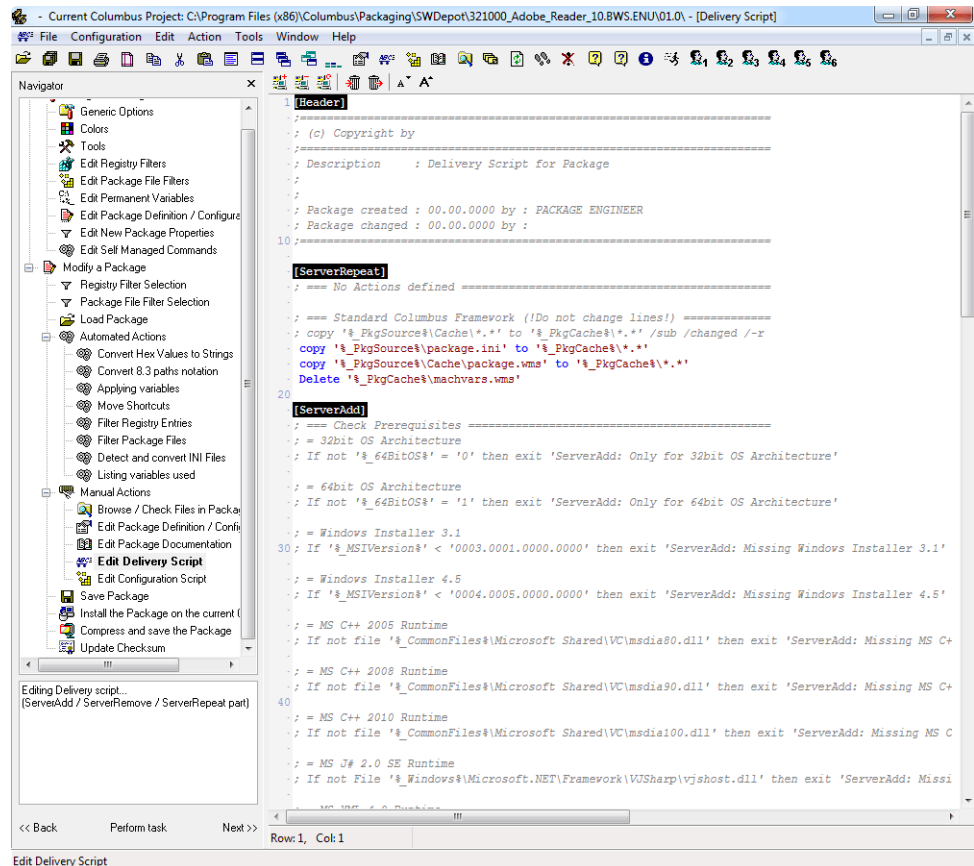 - Current Columbus Project: C:\Program Files (x86)\Columbus\Packaging\SWDepot\321000_Adobe_Reader_10.BWS.ENU\01.0\ - [Delivery Script]
File Configuration Edit Action Tools Window Help
Navigator
Generic Options
Colors
Tools
Edit Registry Filters
Edit Package File Filters
Edit Permanent Variables
Edit Package Definition / Configura
Edit New Package Properties
Edit Self Managed Commands
Modify a Package
Registry Filter Selection
Package File Filter Selection
Load Package
Automated Actions
Convert Hex Values to Strings
Convert 8.3 paths notation
Applying variables
Move Shortcuts
Filter Registry Entries
Filter Package Files
Detect and convert INI Files
Listing variables used
Manual Actions
Browse / Check Files in Packag
Edit Package Definition / Config
Edit Package Documentation
Edit Delivery Script
Edit Configuration Script
Save Package
Install the Package on the current (
Compress and save the Package
Update Checksum
Editing Delivery script...
(ServerAdd / ServerRemove / ServerRepeat part)
<< Back Perform task Next >>
1 [Header]
;==================================================================
; (c) Copyright by
;==================================================================
; Description : Delivery Script for Package
;
;
; Package created : 00.00.0000 by : PACKAGE ENGINEER
; Package changed : 00.00.0000 by :
10 ;==================================================================
[ServerRepeat]
; === No Actions defined ===========================================
; === Standard Columbus Framework (!Do not change lines!) =============
; copy '%_PkgSource%\Cache\*.*' to '%_PkgCache%\*.*' /sub /changed /-r
copy '%_PkgSource%\package.ini' to '%_PkgCache%\*.*'
copy '%_PkgSource%\Cache\package.wms' to '%_PkgCache%\*.*'
Delete '%_PkgCache%\machvars.wms'
20
[ServerAdd]
; === Check Prerequisites ==========================================
; = 32bit OS Architecture
; If not '%_64BitOS%' = '0' then exit 'ServerAdd: Only for 32bit OS Architecture'
; = 64bit OS Architecture
; If not '%_64BitOS%' = '1' then exit 'ServerAdd: Only for 64bit OS Architecture'
; = Windows Installer 3.1
30 ; If '%_MSIVersion%' < '0003.0001.0000.0000' then exit 'ServerAdd: Missing Windows Installer 3.1'
; = Windows Installer 4.5
; If '%_MSIVersion%' < '0004.0005.0000.0000' then exit 'ServerAdd: Missing Windows Installer 4.5'
; = MS C++ 2005 Runtime
; If not file '%_CommonFiles%\Microsoft Shared\VC\msdia80.dll' then exit 'ServerAdd: Missing MS C+
; = MS C++ 2008 Runtime
; If not file '%_CommonFiles%\Microsoft Shared\VC\msdia90.dll' then exit 'ServerAdd: Missing MS C+
40
; = MS C++ 2010 Runtime
; If not file '%_CommonFiles%\Microsoft Shared\VC\msdia100.dll' then exit 'ServerAdd: Missing MS C
; = MS J# 2.0 SE Runtime
; If not File '%_Windows%\Microsoft.NET\Framework\VJSharp\vjshost.dll' then exit 'ServerAdd: Missi
Row: 1, Col: 1
Edit Delivery Script